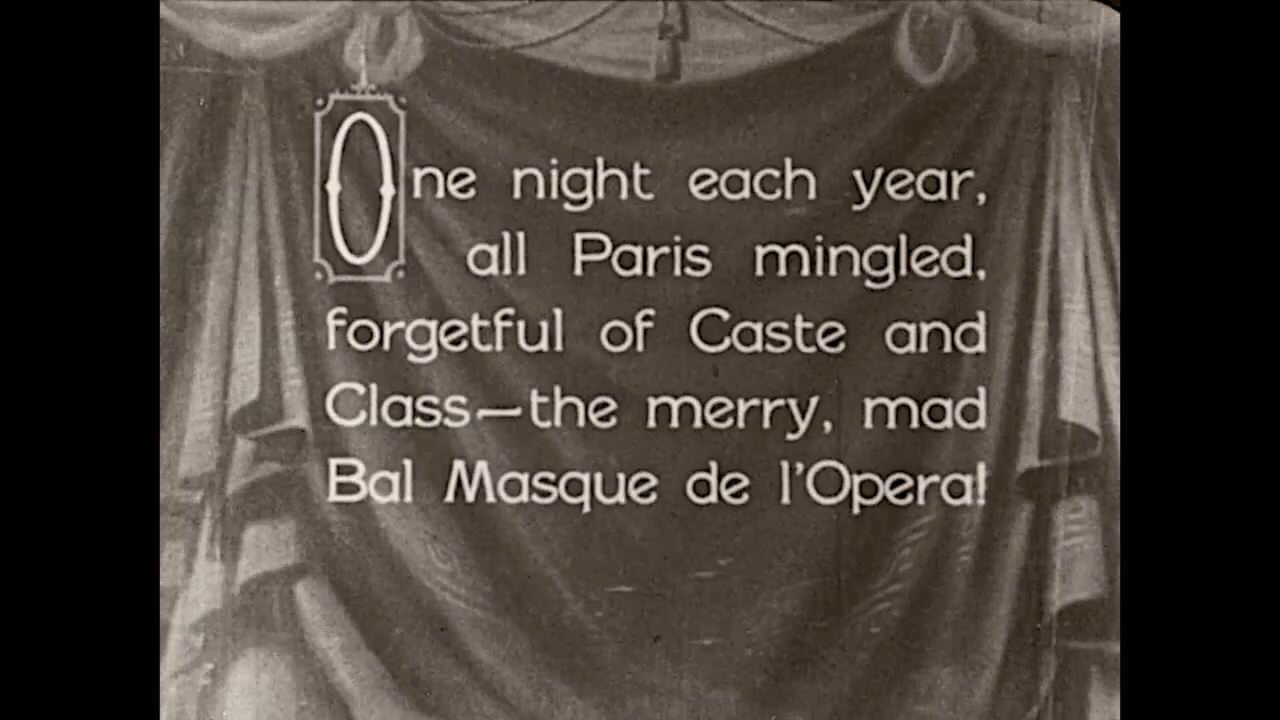 One night each year,
all Paris mingled,
forgetful of Caste and
Class—the merry, mad
Bal Masque de l'Opera!